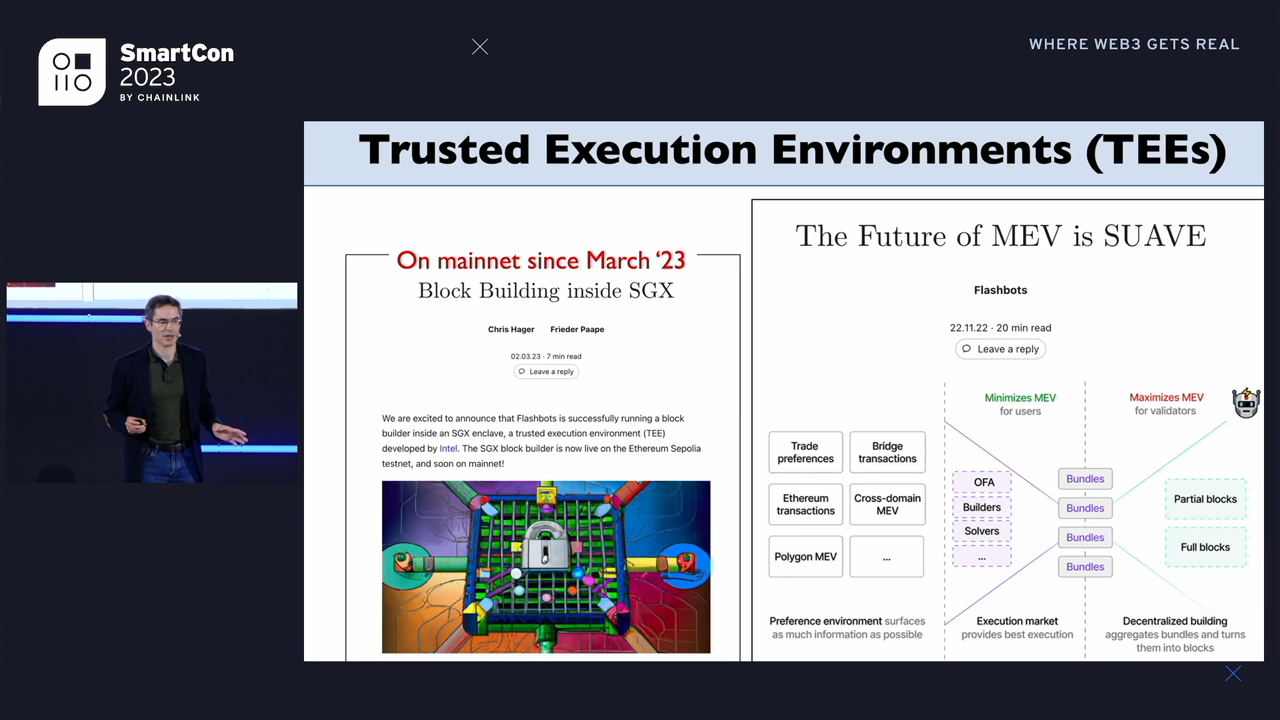 SmartCon
2023
BY CHAINLINK
WHERE WEB3 GETS REAL
Trusted Execution Environments (TEEs)
On mainnet since March ‘23
Block Building inside SGX
Chris Hager Frieder Paape
02.03.23 · 7 min read
Leave a reply
We are excited to announce that Flashbots is successfully running a block
builder inside an SGX enclave, a trusted execution environment (TEE)
developed by Intel. The SGX block builder is now live on the Ethereum Sepolia
testnet, and soon on mainnet!
The Future of MEV is SUAVE
Flashbots
22.11.22 · 20 min read
Leave a reply
Minimizes MEV
for users
Maximizes MEV
for validators
Trade
preferences
Bridge
transactions
Ethereum
transactions
Cross-domain
MEV
Polygon MEV
...
OFA
Builders
Solvers
...
Bundles
Bundles
Bundles
Bundles
Partial blocks
Full blocks
Preference environment surfaces
as much information as possible
Execution market
provides best execution
Decentralized building
aggregates bundles and turns
them into blocks